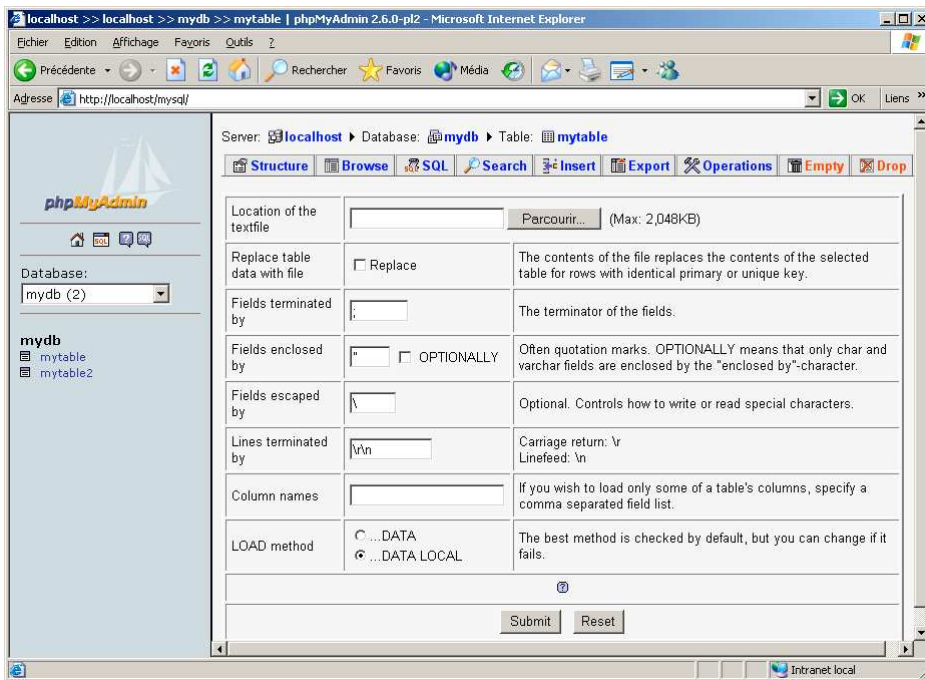 localhost >> localhost >> mydb >> mytable | phpMyAdmin 2.6.0-pl2 - Microsoft Internet Explorer
Fichier Edition Affichage Favoris Outils ?
Précédente Rechercher Favoris Média
Adresse http://localhost/mysql/ OK Liens »
phpMyAdmin
SQL
Database:
mydb (2)
mydb
mytable
mytable2
Server: localhost Database: mydb Table: mytable
Structure Browse SQL Search Insert Export Operations Empty Drop
Location of the
textfile
Parcourir... (Max: 2,048KB)
Replace table
data with file
Replace
The contents of the file replaces the contents of the selected
table for rows with identical primary or unique key.
Fields terminated
by
;
The terminator of the fields.
Fields enclosed
by
" OPTIONALLY
Often quotation marks. OPTIONALLY means that only char and
varchar fields are enclosed by the "enclosed by"-character.
Fields escaped
by
\
Optional. Controls how to write or read special characters.
Lines terminated
by
\r\n
Carriage return: \r
Linefeed: \n
Column names
If you wish to load only some of a table's columns, specify a
comma separated field list.
LOAD method
...DATA
...DATA LOCAL
The best method is checked by default, but you can change if it
fails.
Submit Reset
Intranet local